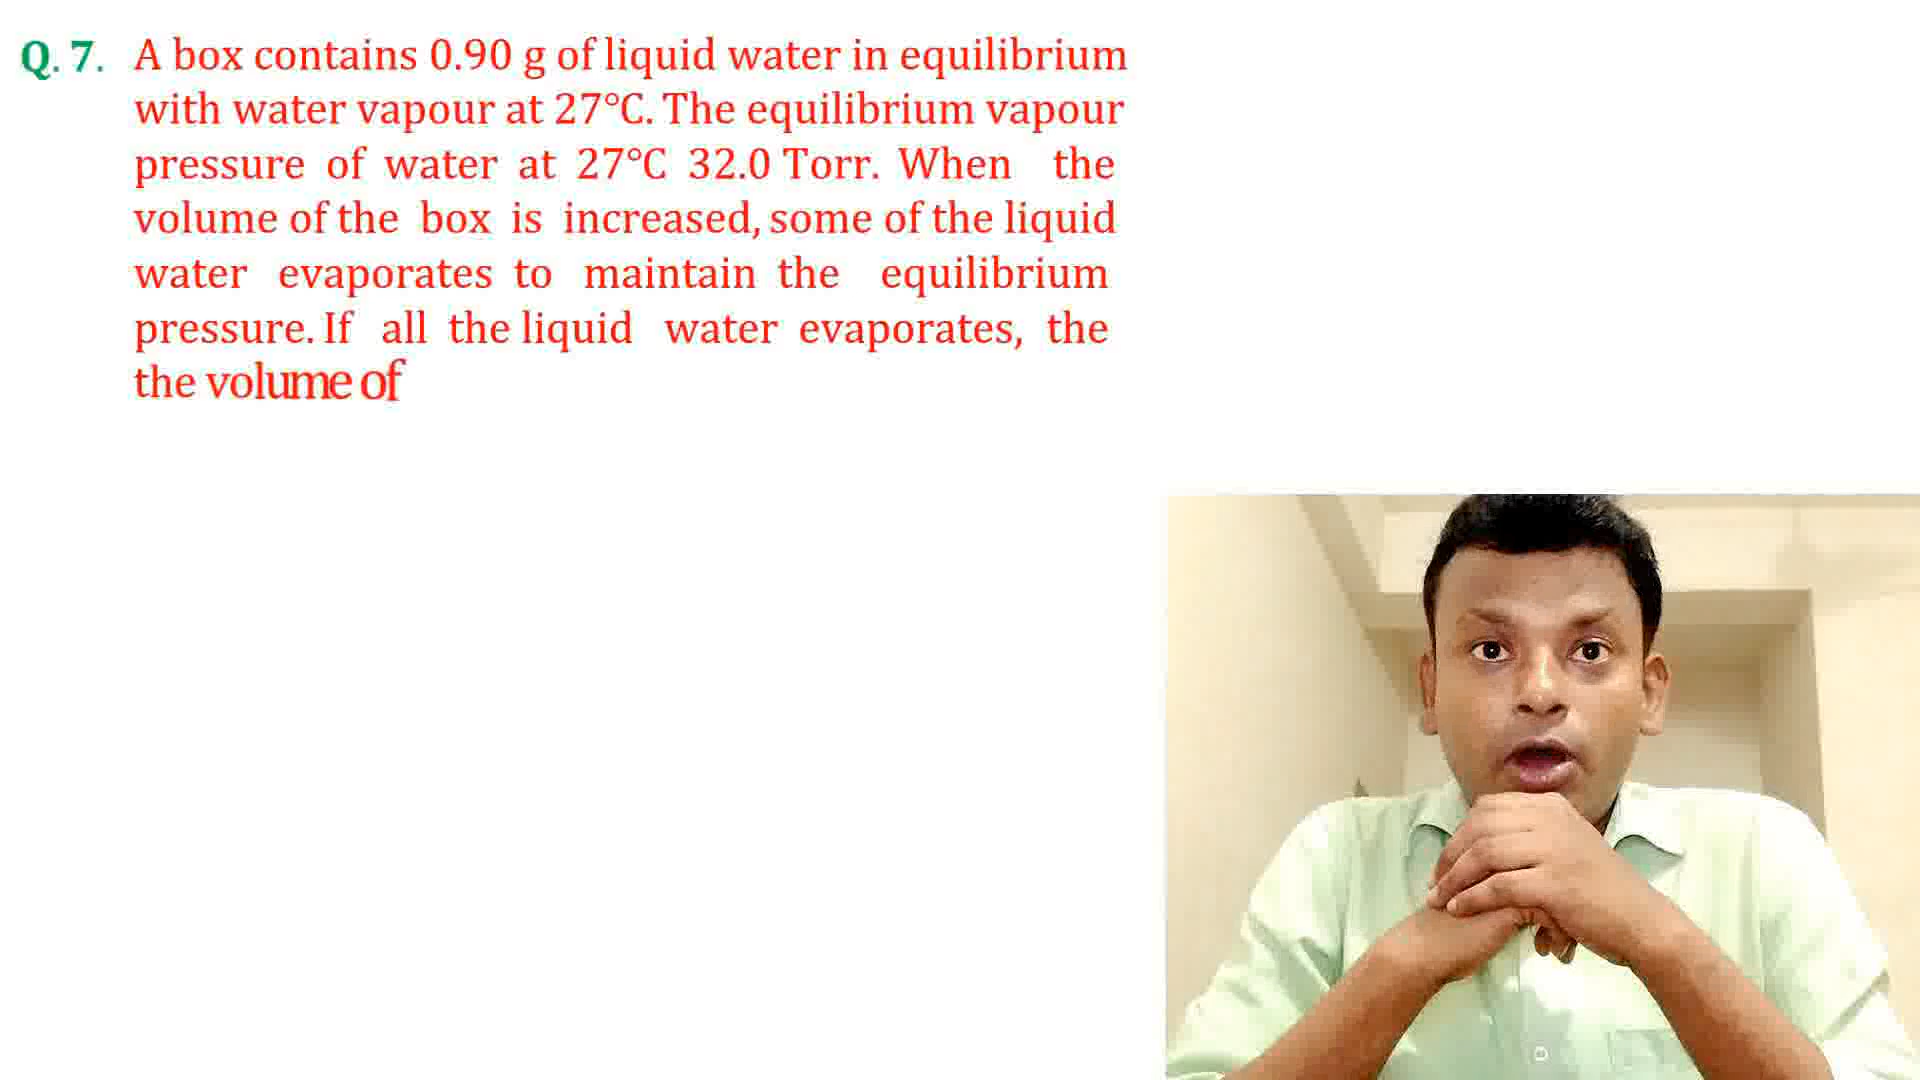 Q. 7. A box contains 0.90 g of liquid water in equilibrium
with water vapour at 27°C. The equilibrium vapour
pressure of water at 27°C 32.0 Torr. When the
volume of the box is increased, some of the liquid
water evaporates to maintain the equilibrium
pressure. If all the liquid water evaporates, the
the volume of